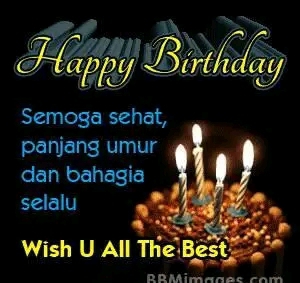 Happy Birthday
Semoga sehat,
panjang umur
dan bahagia
selalu
Wish U All The Best
BBMimages.com